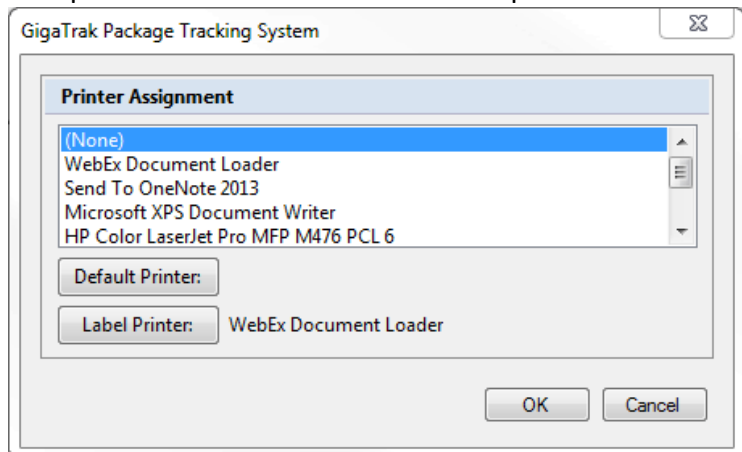 GigaTrak Package Tracking System
Printer Assignment
(None)
WebEx Document Loader
Send To OneNote 2013
Microsoft XPS Document Writer
HP Color LaserJet Pro MFP M476 PCL 6
Default Printer:
Label Printer: WebEx Document Loader
OK Cancel